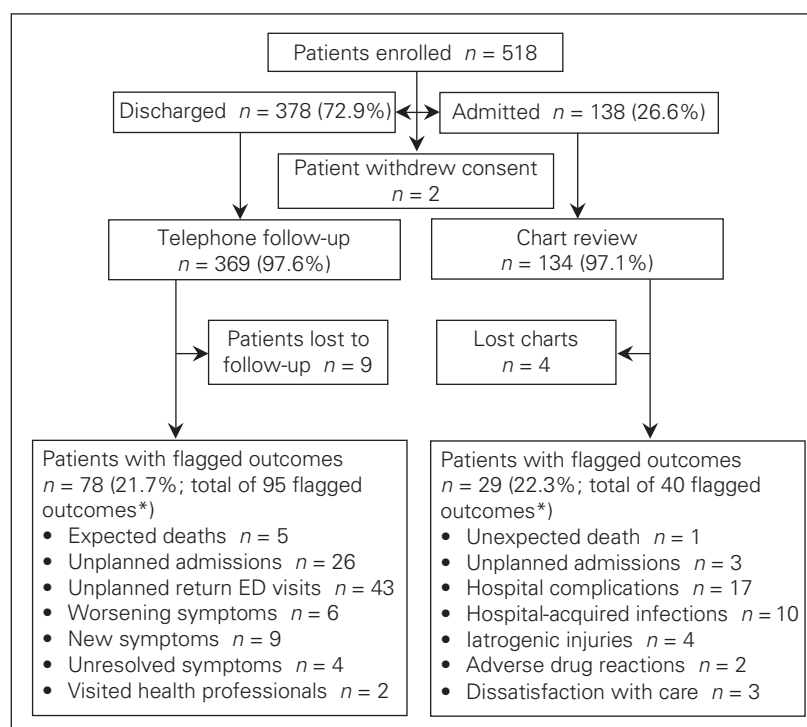 Patients enrolled n = 518
Discharged n = 378 (72.9%)
Admitted n = 138 (26.6%)
Patient withdrew consent
n = 2
Telephone follow-up
n = 369 (97.6%)
Chart review
n = 134 (97.1%)
Patients lost to
follow-up n = 9
Lost charts
n = 4
Patients with flagged outcomes
n = 78 (21.7%; total of 95 flagged
outcomes*)
• Expected deaths n = 5
• Unplanned admissions n = 26
• Unplanned return ED visits n = 43
• Worsening symptoms n = 6
• New symptoms n = 9
• Unresolved symptoms n = 4
• Visited health professionals n = 2
Patients with flagged outcomes
n = 29 (22.3%; total of 40 flagged
outcomes*)
• Unexpected death n = 1
• Unplanned admissions n = 3
• Hospital complications n = 17
• Hospital-acquired infections n = 10
• Iatrogenic injuries n = 4
• Adverse drug reactions n = 2
• Dissatisfaction with care n = 3